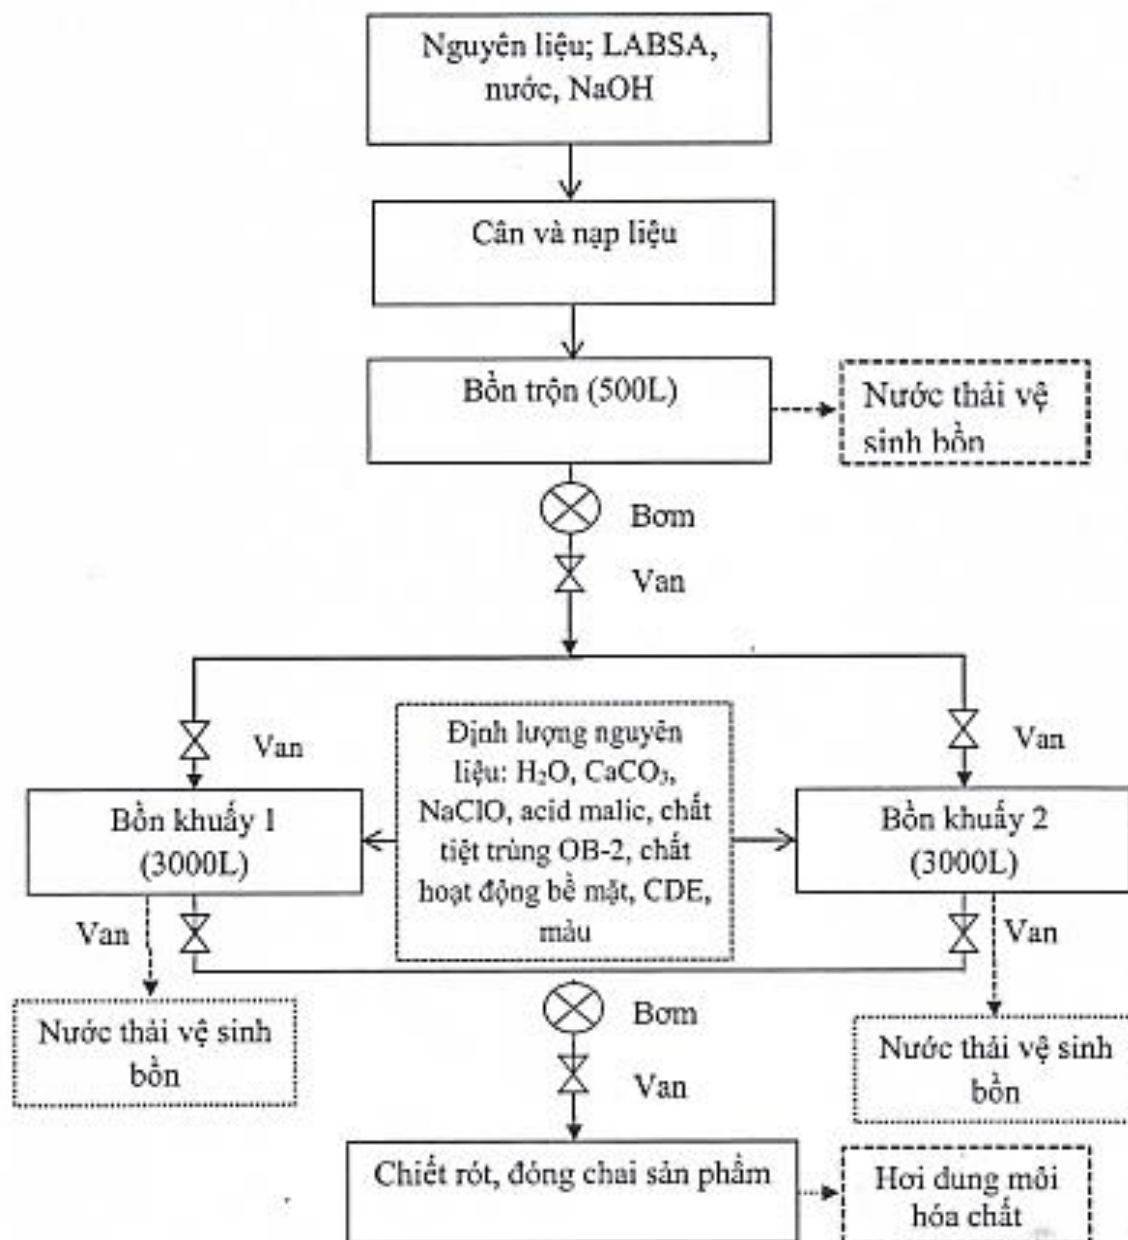 Nguyên liệu; LABSA,
nước, NaOH
Cân và nạp liệu
Bồn trộn (500L)
Nước thải vệ
sinh bồn
Bơm
Van
Van
Định lượng nguyên
liệu: H₂O, CaCO₃,
NaClO, acid malic, chất
tiệt trùng OB-2, chất
hoạt động bề mặt, CDE,
màu
Van
Bồn khuấy 1
(3000L)
Bồn khuấy 2
(3000L)
Van
Van
Nước thải vệ sinh
bồn
Bơm
Van
Nước thải vệ sinh
bồn
Chiết rót, đóng chai sản phẩm
Hơi dung môi
hóa chất